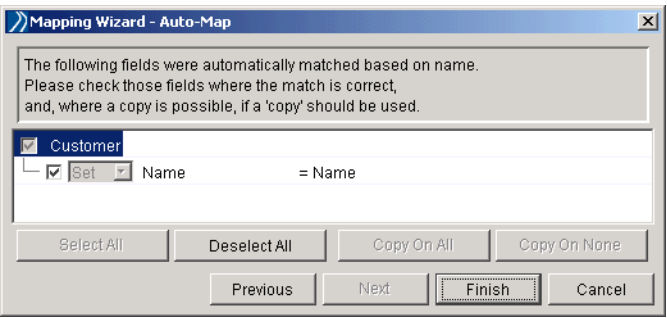 Mapping Wizard - Auto-Map
The following fields were automatically matched based on name.
Please check those fields where the match is correct,
and, where a copy is possible, if a 'copy' should be used.
Customer
Set Name = Name
Select All Deselect All Copy On All Copy On None
Previous Next Finish Cancel